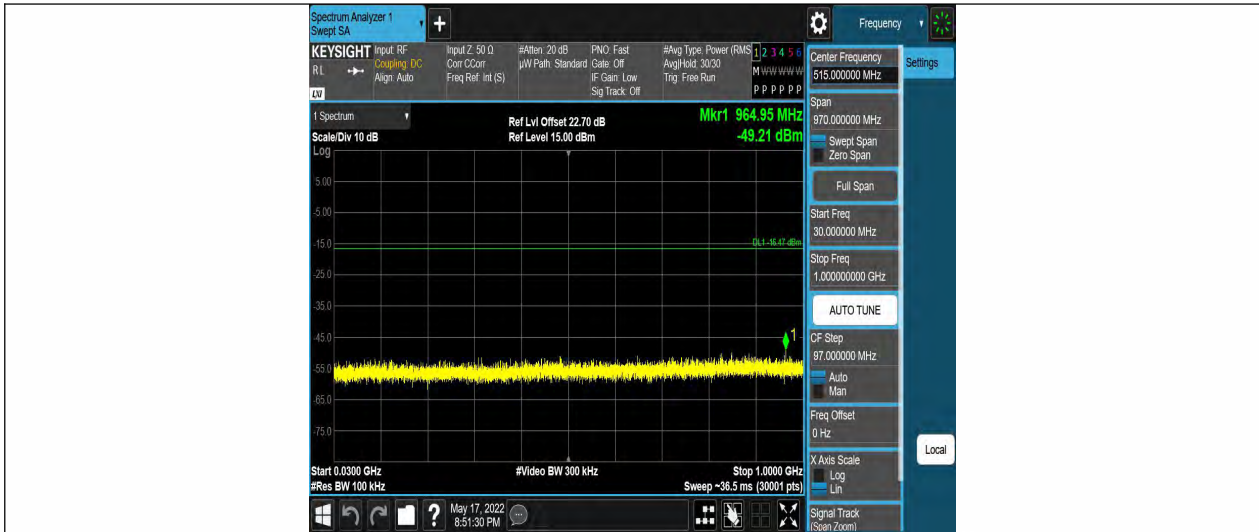 Spectrum Analyzer 1
Swept SA
Frequency
KEYSIGHT
RL
LXI
Input: RF
Coupling: DC
Align: Auto
Input Z: 50 Ω
Corr CCorr
Freq Ref: Int (S)
#Atten: 20 dB
µW Path: Standard
PNO: Fast
Gate: Off
IF Gain: Low
Sig Track: Off
#Avg Type: Power (RMS
Avg|Hold: 30/30
Trig: Free Run
1 2 3 4 5 6
M W W W W W
P P P P P P
1 Spectrum
Scale/Div 10 dB
Log
Ref Lvl Offset 22.70 dB
Ref Level 15.00 dBm
Mkr1 964.95 MHz
-49.21 dBm
5.00
-5.00
-15.0
DL1 -16.47 dBm
-25.0
-35.0
-45.0
1
-55.0
-65.0
-75.0
Start 0.0300 GHz
#Res BW 100 kHz
#Video BW 300 kHz
Stop 1.0000 GHz
Sweep ~36.5 ms (30001 pts)
Center Frequency
515.000000 MHz
Settings
Span
970.000000 MHz
Swept Span
Zero Span
Full Span
Start Freq
30.000000 MHz
Stop Freq
1.000000000 GHz
AUTO TUNE
CF Step
97.000000 MHz
Auto
Man
Freq Offset
0 Hz
X Axis Scale
Log
Lin
Local
Signal Track
(Span Zoom)
?
May 17, 2022
8:51:30 PM